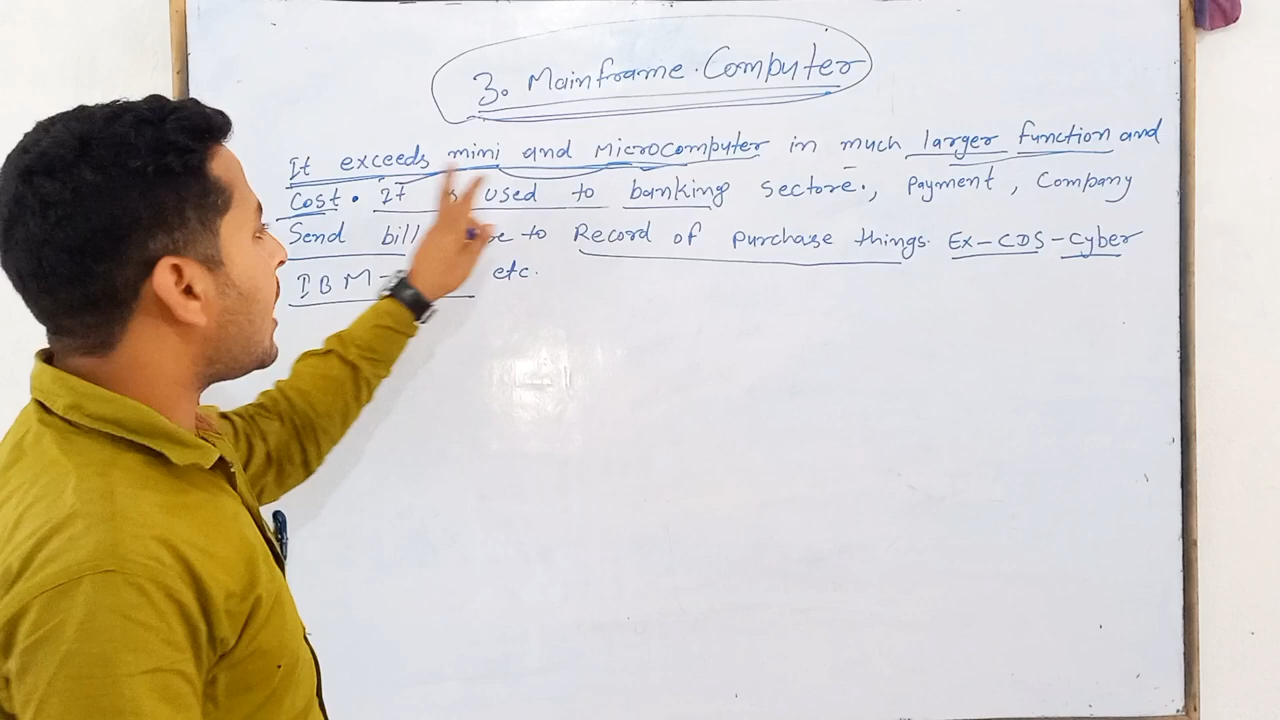 3. Mainframe. Computer
It exceeds mini and Microcomputer in much larger function and
cost. It is used to banking sectore., Payment, Company
Send bill to Record of purchase things. Ex-CDS-Cyber
IBM- etc.